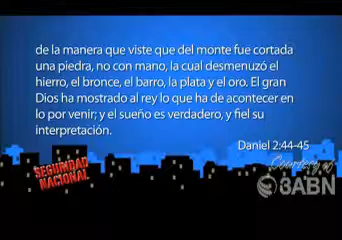 de la manera que viste que del monte fue cortada
una piedra, no con mano, la cual desmenuzó el
hierro, el bronce, el barro, la plata y el oro. El gran
Dios ha mostrado al rey lo que ha de acontecer en
lo por venir; y el sueño es verdadero, y fiel su
interpretación.
Daniel 2:44-45
SEGURIDAD
NACIONAL
Courtesy of
3ABN